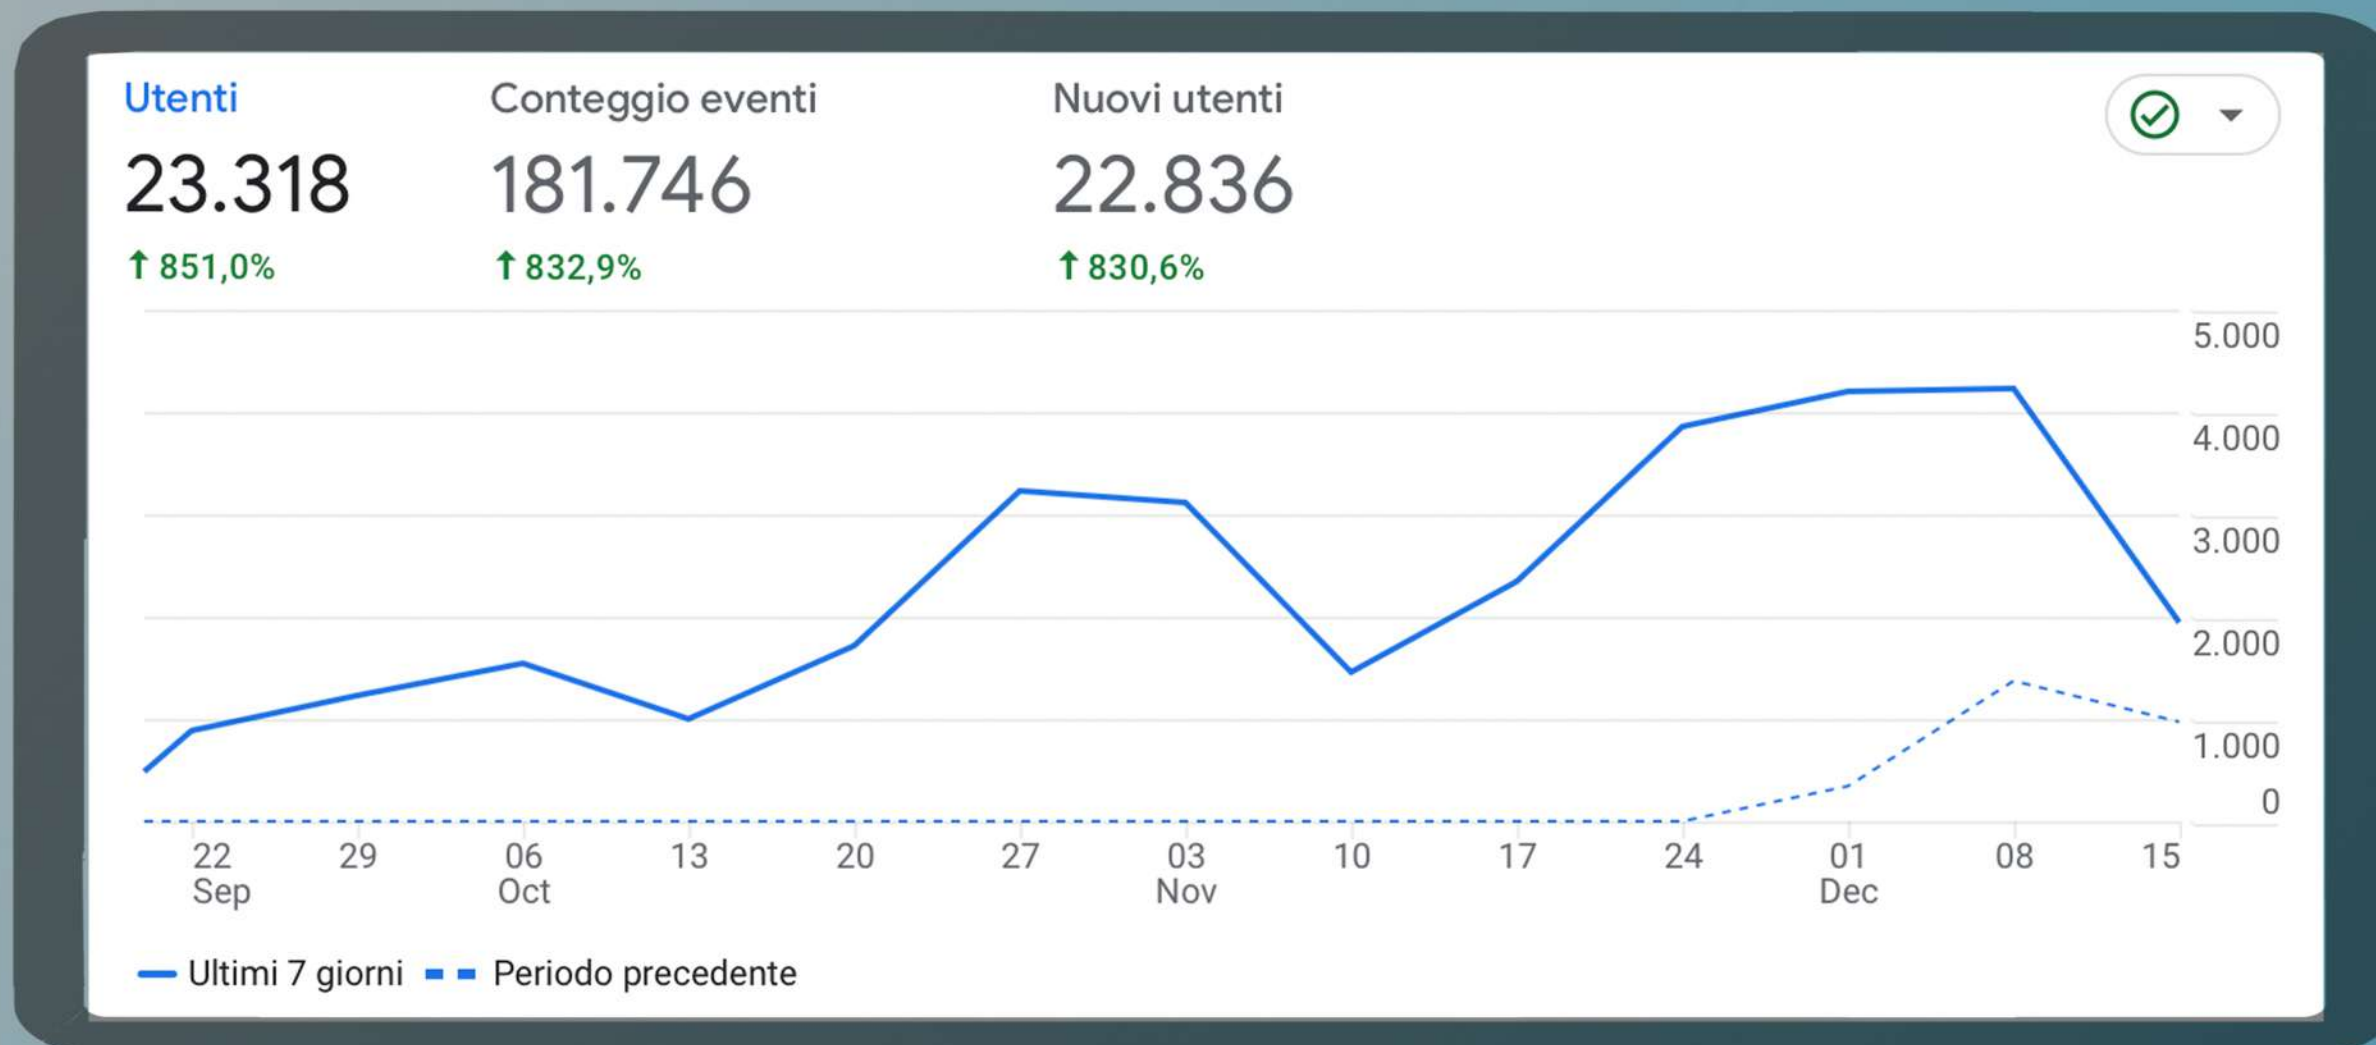 Utenti
23.318
↑ 851,0%
Conteggio eventi
181.746
↑ 832,9%
Nuovi utenti
22.836
↑ 830,6%
5.000
4.000
3.000
2.000
1.000
0
22 29 06 13 20 27 03 10 17 24 01 08 15
Sep Oct Nov Dec
Ultimi 7 giorni Periodo precedente